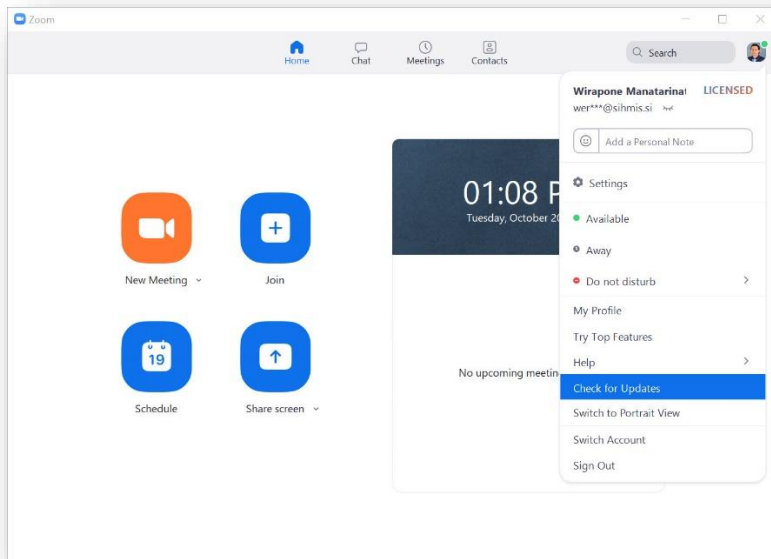 Zoom
Home
Chat
Meetings
Contacts
Search
Wirapone Manatarinat
LICENSED
wer***@sihmis.si
Add a Personal Note
Settings
01:08 P
Tuesday, October 20
Available
Away
New Meeting
Join
Do not disturb
My Profile
Try Top Features
Help
19
No upcoming meetin
Check for Updates
Schedule
Share screen
Switch to Portrait View
Switch Account
Sign Out